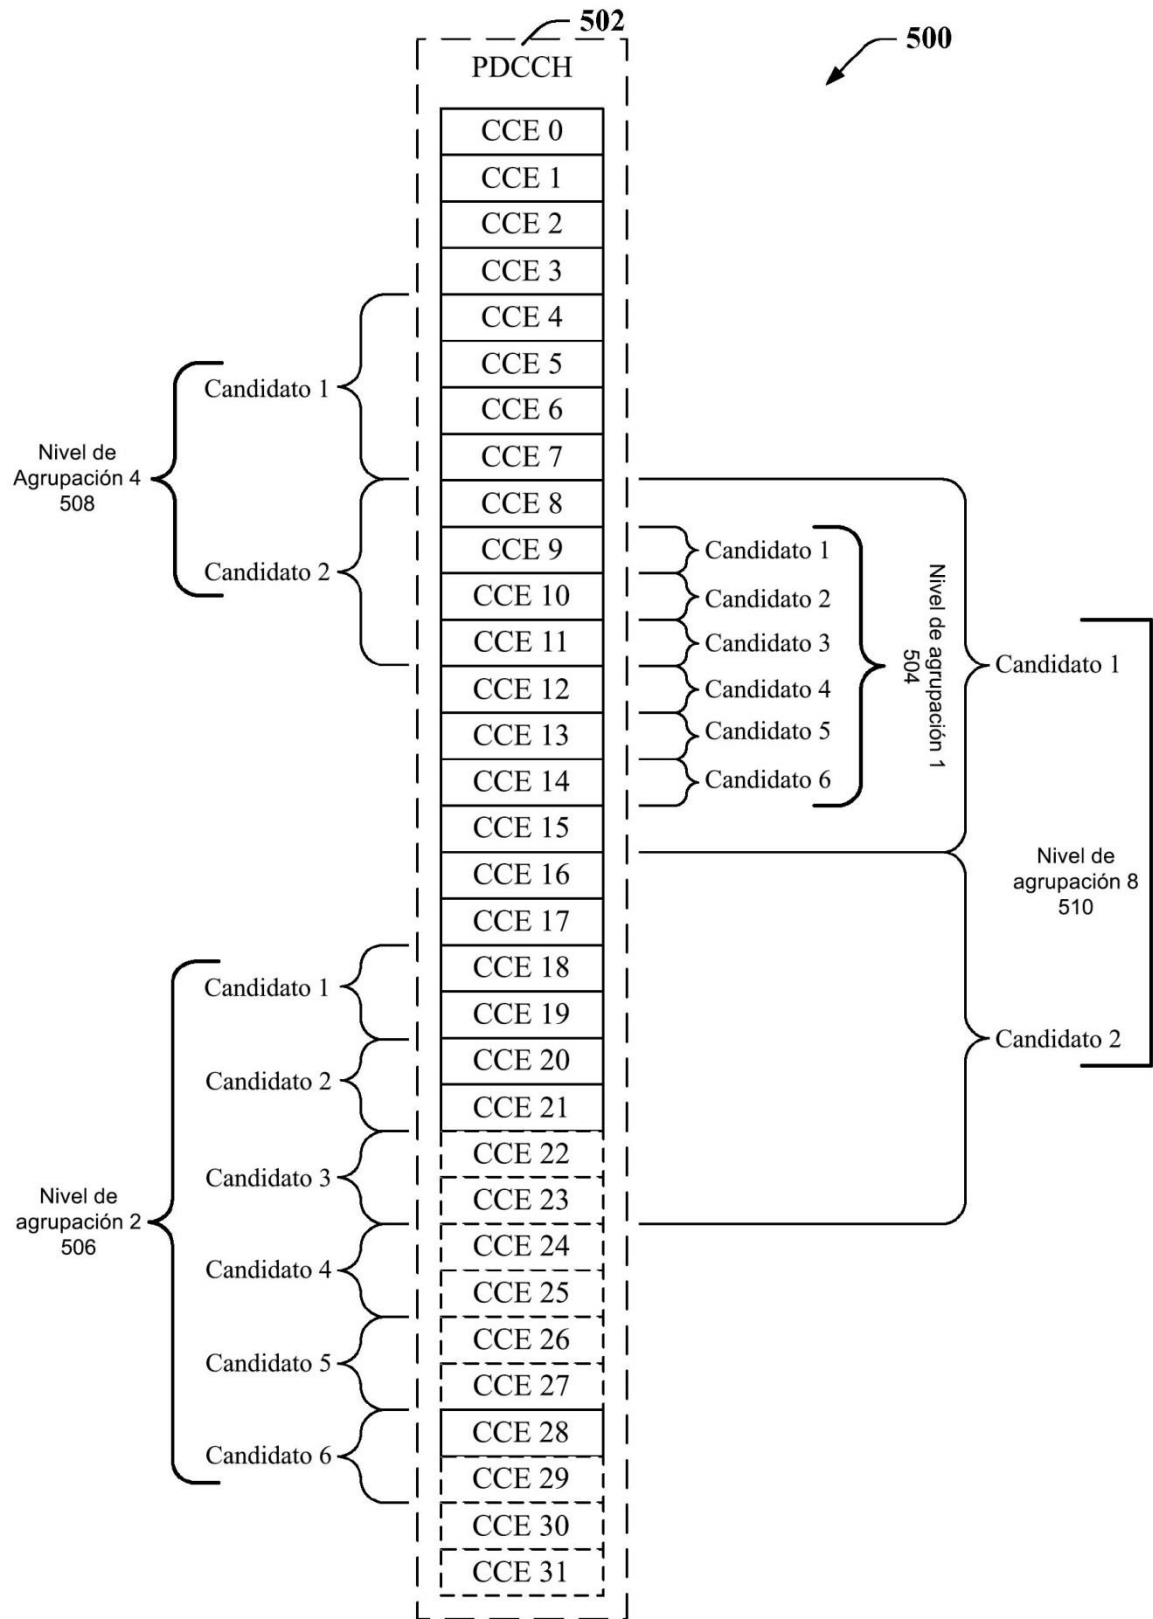 502
500
PDCCH
CCE 0
CCE 1
CCE 2
CCE 3
CCE 4
CCE 5
CCE 6
CCE 7
CCE 8
CCE 9
CCE 10
CCE 11
CCE 12
CCE 13
CCE 14
CCE 15
CCE 16
CCE 17
CCE 18
CCE 19
CCE 20
CCE 21
CCE 22
CCE 23
CCE 24
CCE 25
CCE 26
CCE 27
CCE 28
CCE 29
CCE 30
CCE 31
Nivel de
Agrupación 4
508
Candidato 1
Candidato 2
Nivel de
agrupación 2
506
Candidato 1
Candidato 2
Candidato 3
Candidato 4
Candidato 5
Candidato 6
Candidato 1
Candidato 2
Candidato 3
Candidato 4
Candidato 5
Candidato 6
Nivel de agrupación 1
504
Candidato 1
Candidato 2
Nivel de
agrupación 8
510